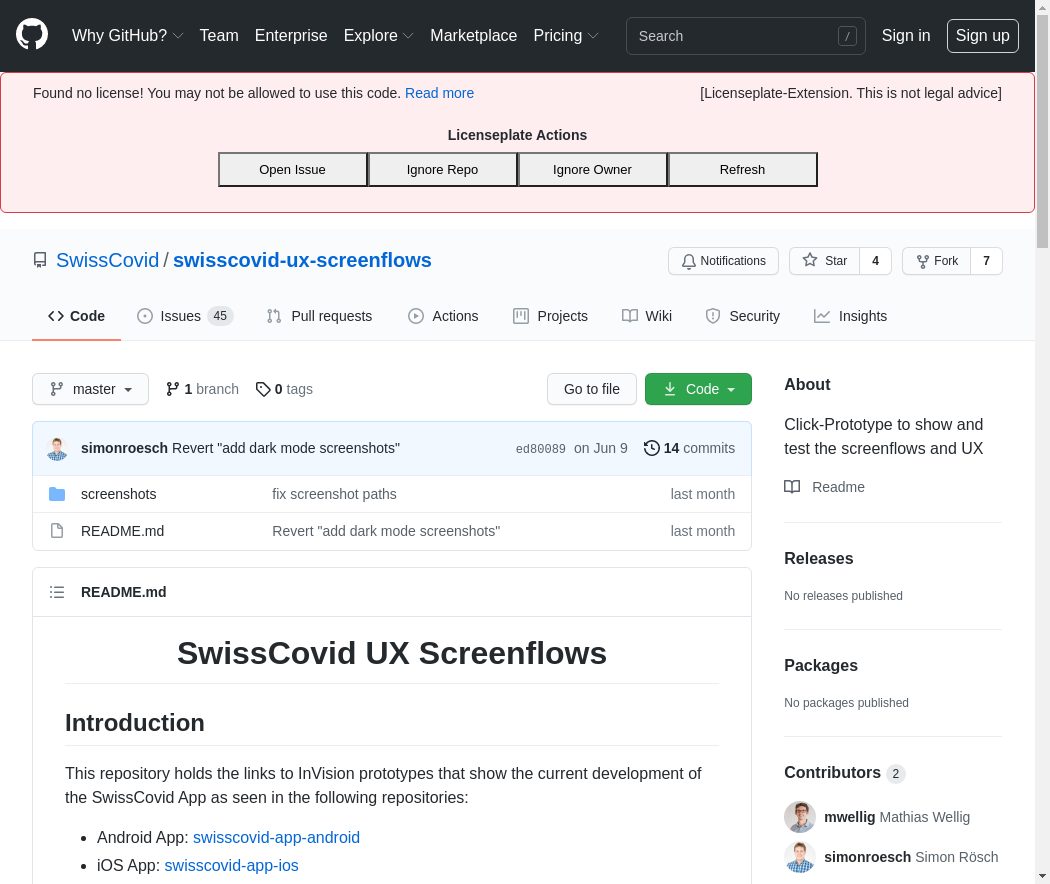 Why GitHub? Team Enterprise Explore Marketplace Pricing Search / Sign in Sign up
Found no license! You may not be allowed to use this code. Read more [Licenseplate-Extension. This is not legal advice]
Licenseplate Actions
Open Issue Ignore Repo Ignore Owner Refresh
SwissCovid / swisscovid-ux-screenflows Notifications Star 4 Fork 7
Code Issues 45 Pull requests Actions Projects Wiki Security Insights
master 1 branch 0 tags Go to file Code
simonroesch Revert "add dark mode screenshots" ed80089 on Jun 9 14 commits
screenshots fix screenshot paths last month
README.md Revert "add dark mode screenshots" last month
README.md
SwissCovid UX Screenflows
Introduction
This repository holds the links to InVision prototypes that show the current development of
the SwissCovid App as seen in the following repositories:
Android App: swisscovid-app-android
iOS App: swisscovid-app-ios
About
Click-Prototype to show and
test the screenflows and UX
Readme
Releases
No releases published
Packages
No packages published
Contributors 2
mwellig Mathias Wellig
simonroesch Simon Rösch